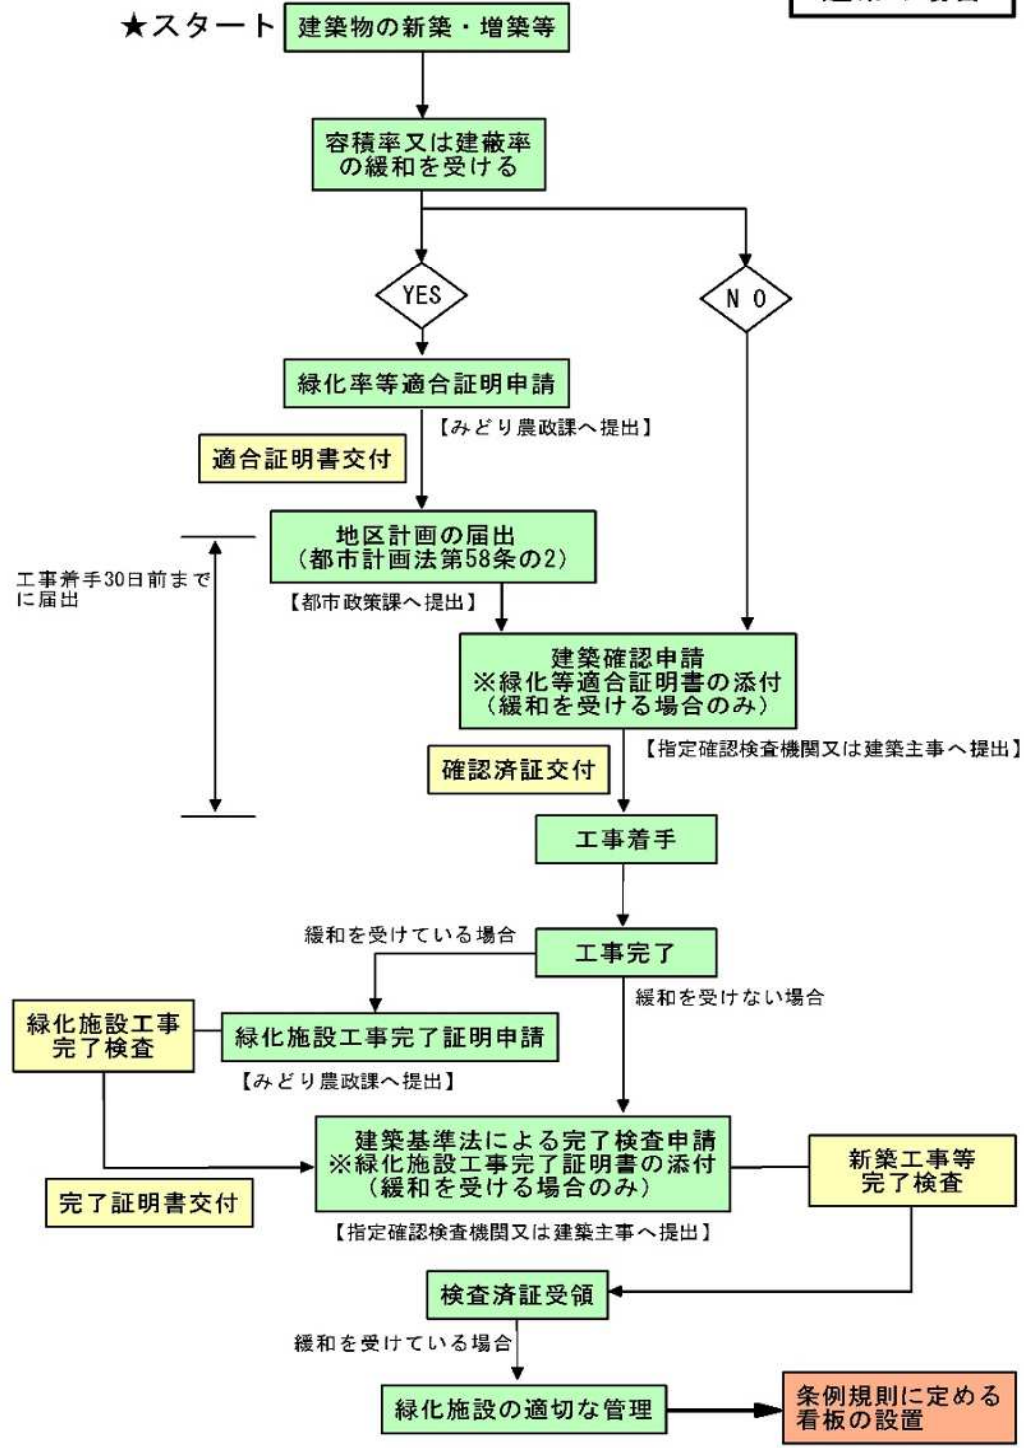 ★スタート
建築物の新築・増築等
容積率又は建蔽率
の緩和を受ける
YES
NO
緑化率等適合証明申請
【みどり農政課へ提出】
適合証明書交付
地区計画の届出
(都市計画法第58条の2)
工事着手30日前まで
に届出
【都市政策課へ提出】
建築確認申請
※緑化等適合証明書の添付
(緩和を受ける場合のみ)
【指定確認検査機関又は建築主事へ提出】
確認済証交付
工事着手
緩和を受けている場合
工事完了
緩和を受けない場合
緑化施設工事
完了検査
緑化施設工事完了証明申請
【みどり農政課へ提出】
建築基準法による完了検査申請
※緑化施設工事完了証明書の添付
(緩和を受ける場合のみ)
新築工事等
完了検査
完了証明書交付
【指定確認検査機関又は建築主事へ提出】
検査済証受領
緩和を受けている場合
緑化施設の適切な管理
条例規則に定める
看板の設置